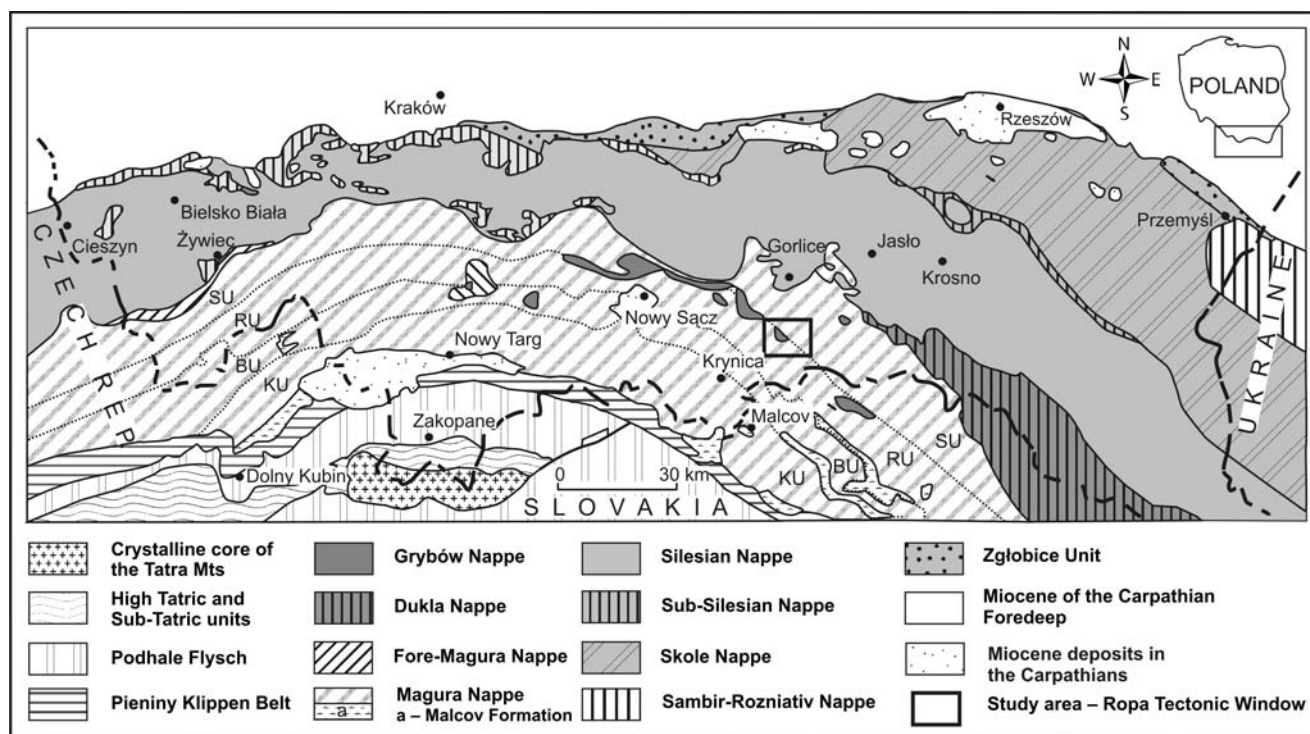 N
W E
S
POLAND
Kraków
Rzeszów
Bielsko Biała
Cieszyn
Żywiec
Przemyśl
Gorlice
Jasło
Krosno
CZECH REP
UKRAINE
SU
RU
BU
KU
Nowy Sącz
Nowy Targ
Krynica
Zakopane
Malcov
Dolny Kubin
0 30 km
SLOVAKIA
KU
BU
RU
SU
Crystalline core of
the Tatra Mts
High Tatric and
Sub-Tatric units
Podhale Flysch
Pieniny Klippen Belt
Grybów Nappe
Dukla Nappe
Fore-Magura Nappe
Magura Nappe
a
a – Malcov Formation
Silesian Nappe
Sub-Silesian Nappe
Skole Nappe
Sambir-Rozniativ Nappe
Zgłobice Unit
Miocene of the Carpathian
Foredeep
Miocene deposits in
the Carpathians
Study area – Ropa Tectonic Window